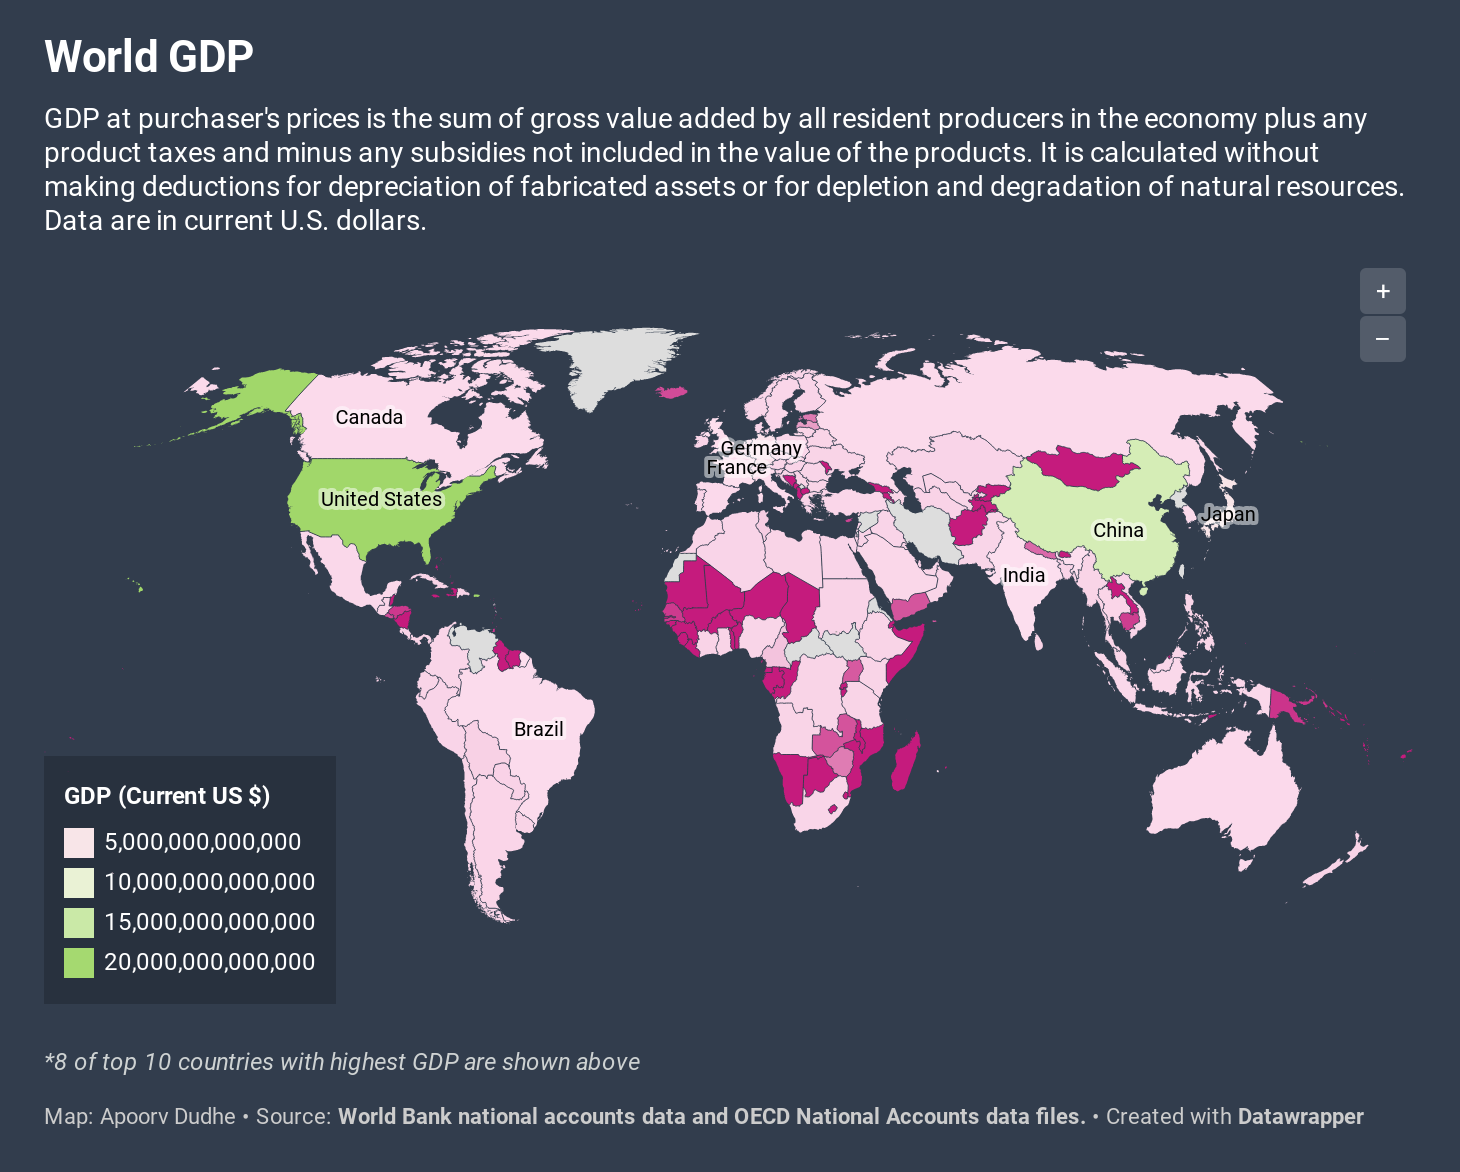 World GDP
GDP at purchaser's prices is the sum of gross value added by all resident producers in the economy plus any
product taxes and minus any subsidies not included in the value of the products. It is calculated without
making deductions for depreciation of fabricated assets or for depletion and degradation of natural resources.
Data are in current U.S. dollars.
+
−
Canada
Germany
France
United States
Japan
China
India
Brazil
GDP (Current US $)
5,000,000,000,000
10,000,000,000,000
15,000,000,000,000
20,000,000,000,000
*8 of top 10 countries with highest GDP are shown above
Map: Apoorv Dudhe • Source: World Bank national accounts data and OECD National Accounts data files. • Created with Datawrapper